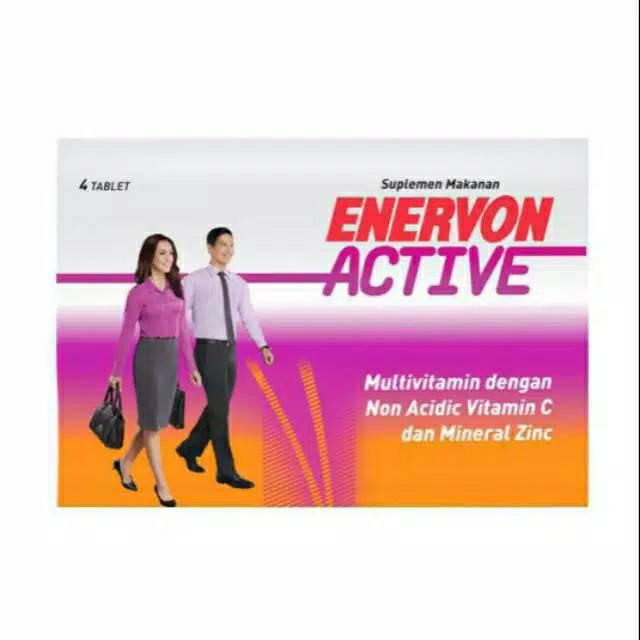 4 TABLET
Suplemen Makanan
ENERVON
ACTIVE
Multivitamin dengan
Non Acidic Vitamin C
dan Mineral Zinc